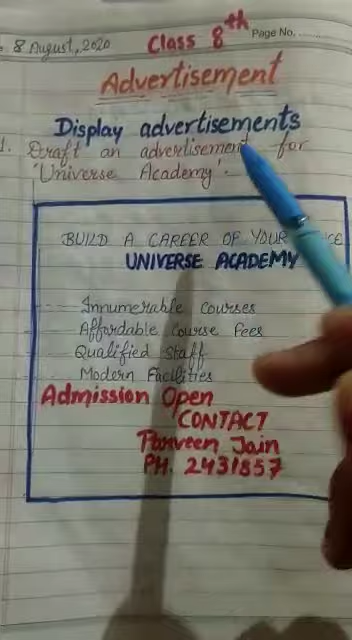 8 August, 2020
Class 8th
Page No. ........
Advertisement
Display advertisements
1. Draft an advertisement for
'Universe Academy'.
BUILD A CAREER OF YOUR
UNIVERSE ACADEMY
Innumerable Courses
Affordable Course Fees
Qualified Staff
Modern Facilities
Admission Open
CONTACT
Parveen Jain
PH. 2431857